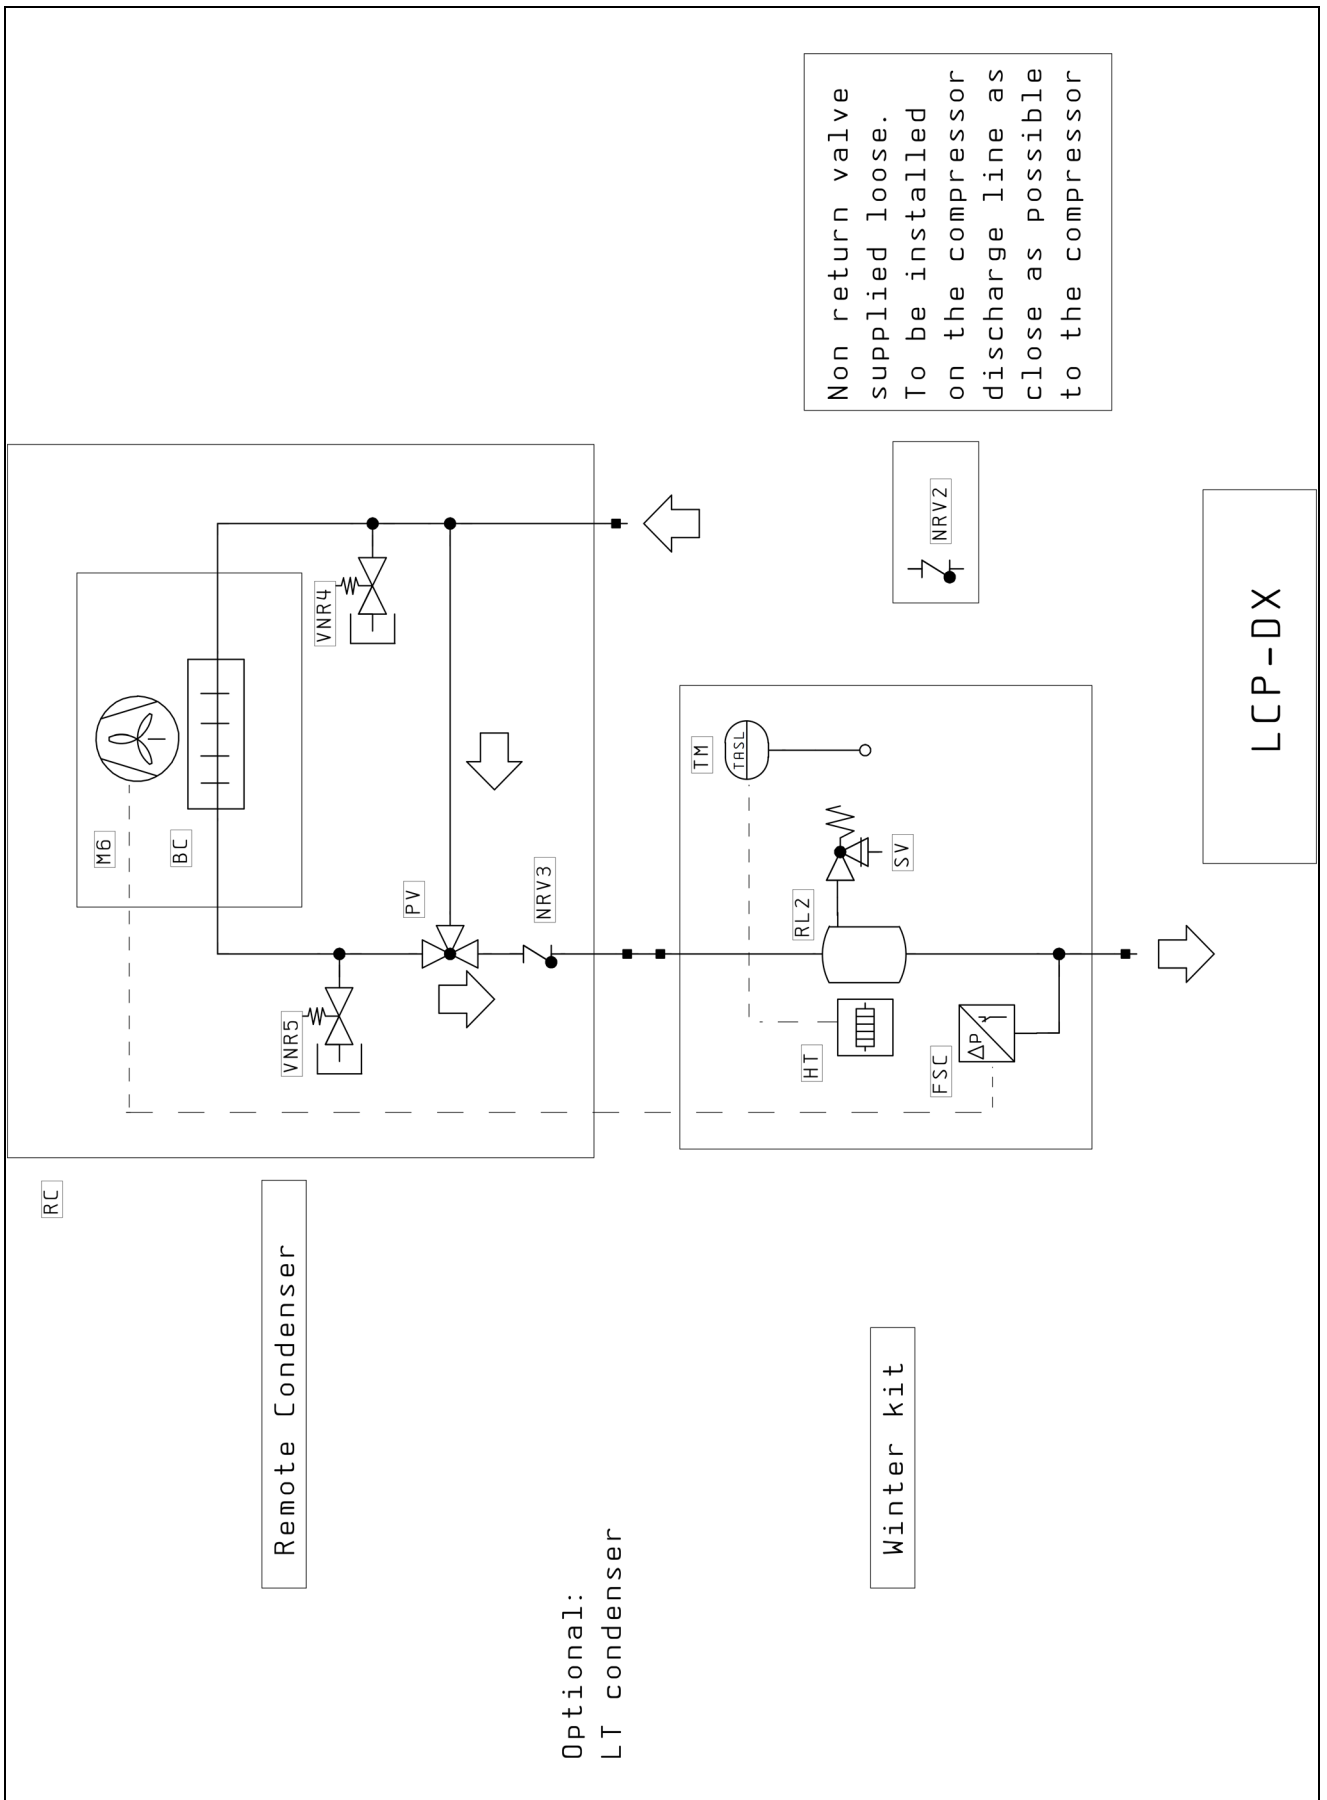 RC
Remote Condenser
M6
BC
VNR4
VNR5
PV
NRV3
Optional:
LT condenser
Winter kit
TM
TASL
RL2
SV
HT
FSC
ΔP
NRV2
Non return valve
supplied loose.
To be installed
on the compressor
discharge line as
close as possible
to the compressor
LCP-DX